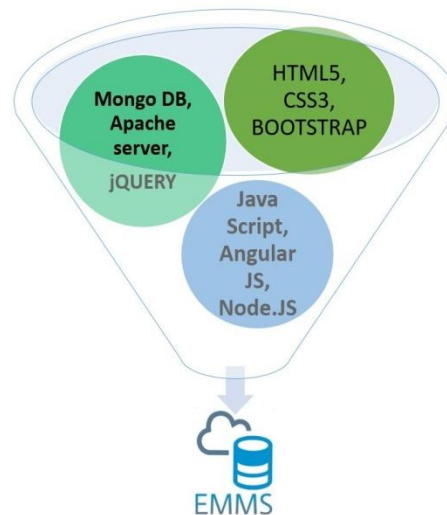 Mongo DB,
Apache
server,
jQUERY
HTML5,
CSS3,
BOOTSTRAP
Java
Script,
Angular
JS,
Node.JS
EMMS